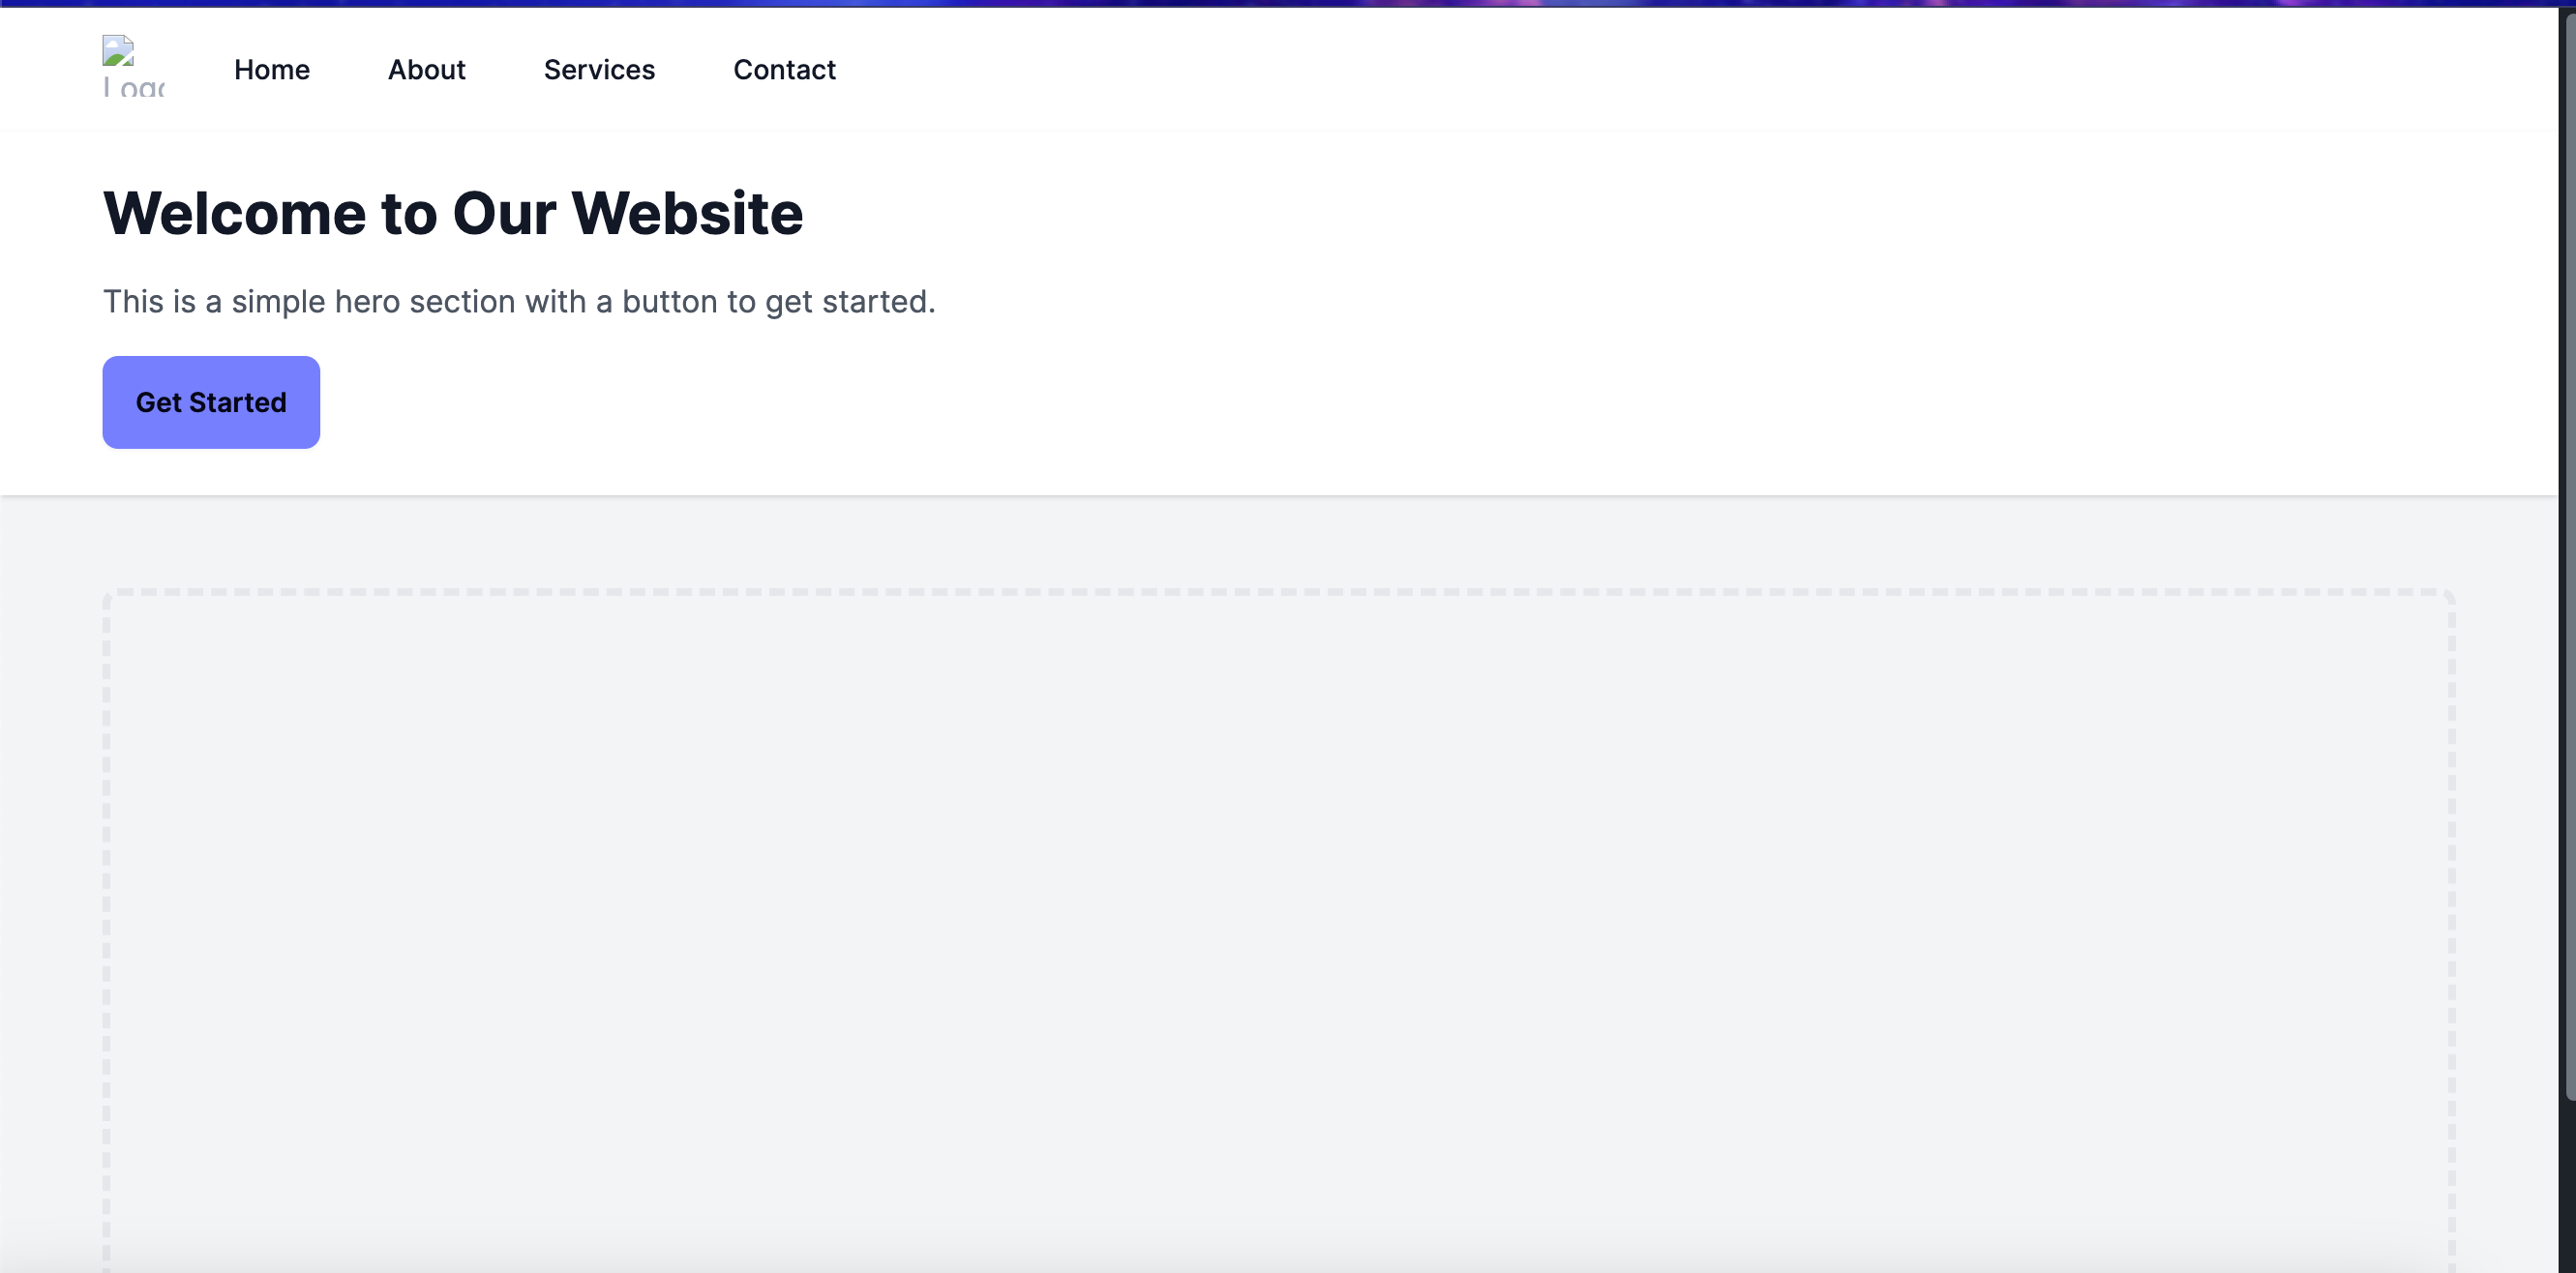 Logo
Home About Services Contact
Welcome to Our Website
This is a simple hero section with a button to get started.
Get Started